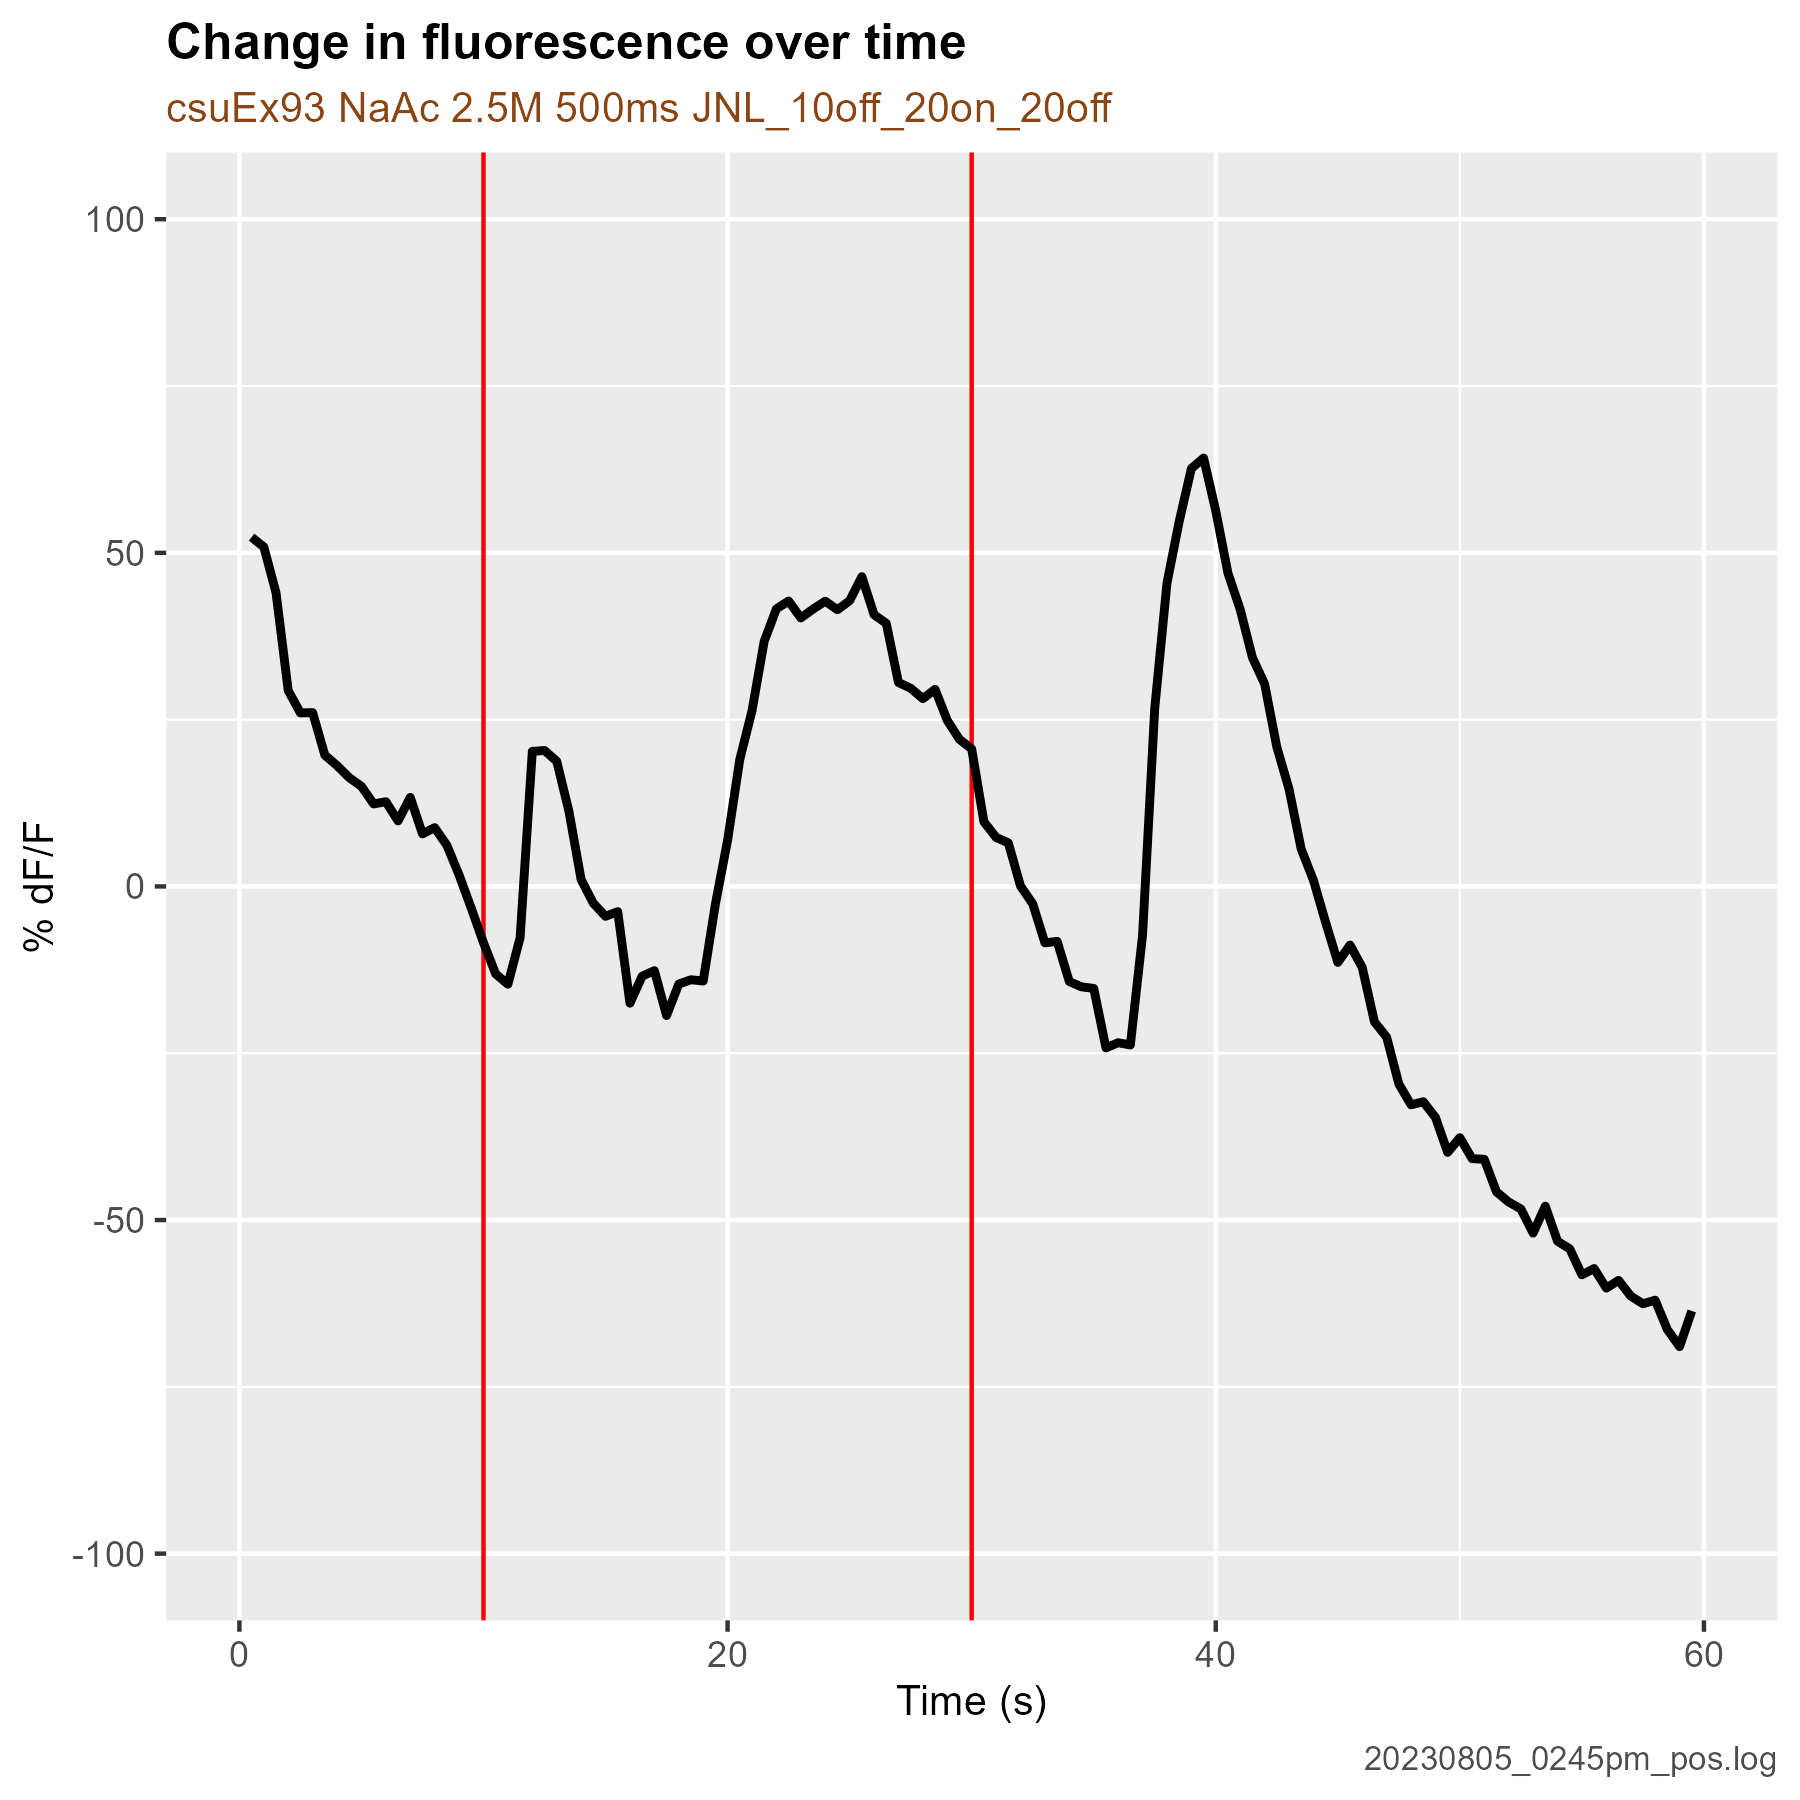 Change in fluorescence over time
csuEx93 NaAc 2.5M 500ms JNL_10off_20on_20off
100
50
0
-50
-100
% dF/F
0 20 40 60
Time (s)
20230805_0245pm_pos.log